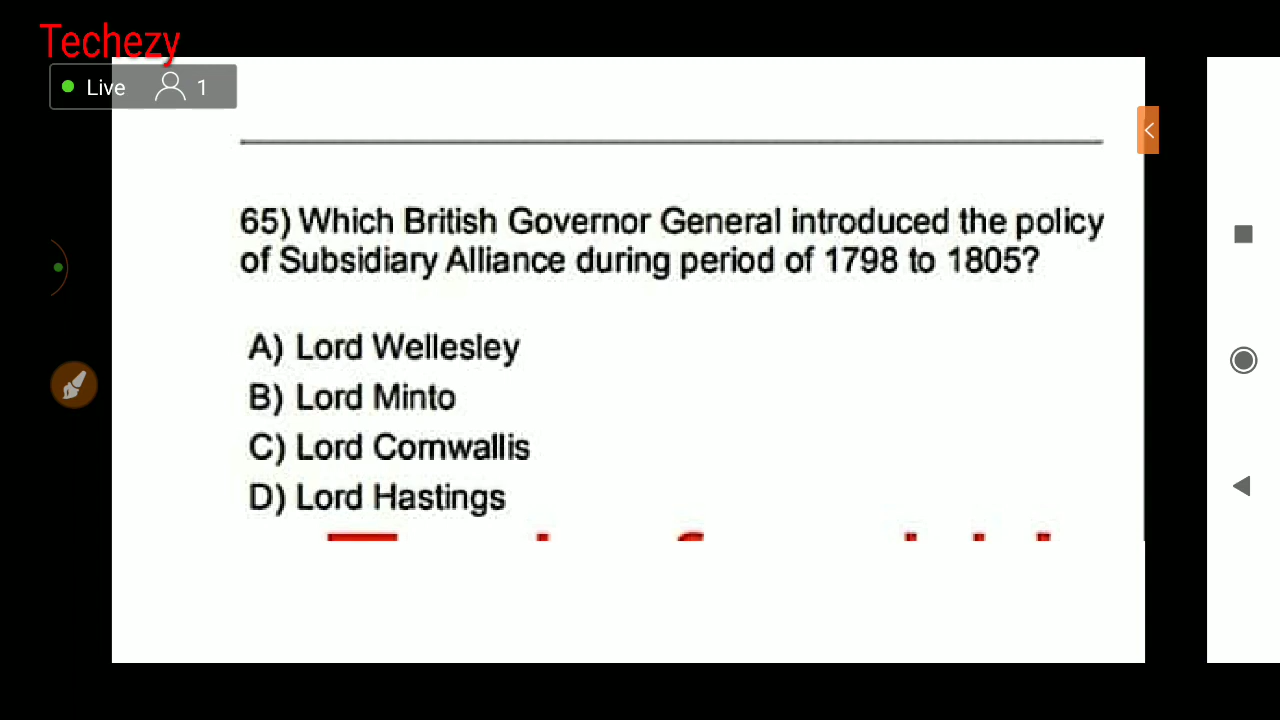 Techezy
Live 1
65) Which British Governor General introduced the policy
of Subsidiary Alliance during period of 1798 to 1805?
A) Lord Wellesley
B) Lord Minto
C) Lord Cornwallis
D) Lord Hastings